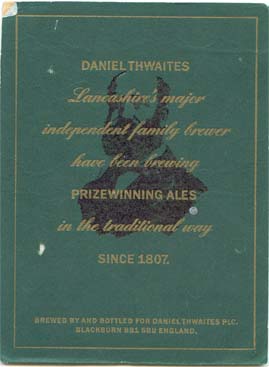 DANIEL THWAITES
Lancashire's major
independent family brewer
have been brewing
PRIZEWINNING ALES
in the traditional way
SINCE 1807.
BREWED BY AND BOTTLED FOR DANIEL THWAITES PLC.
BLACKBURN BB1 5BU ENGLAND.